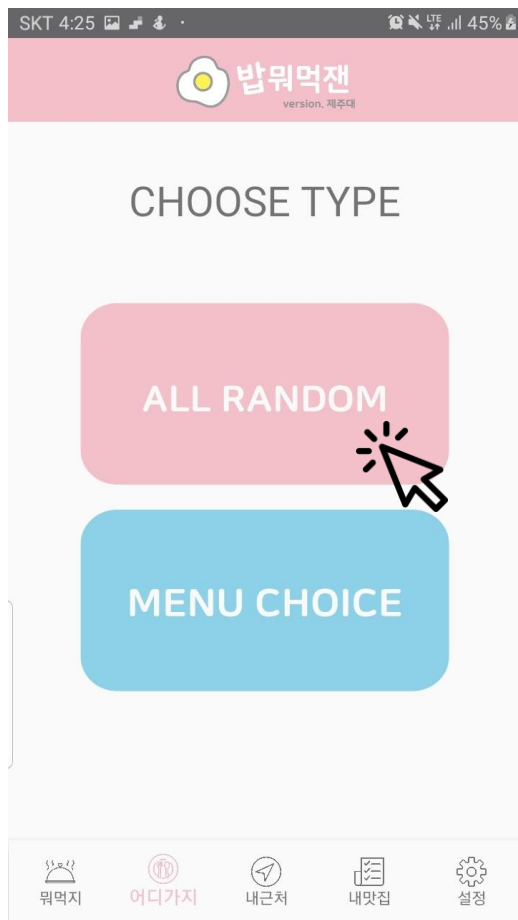 SKT 4:25
LTE 45%
밥뭐먹잰
version. 제주대
CHOOSE TYPE
ALL RANDOM
MENU CHOICE
뭐먹지
어디가지
내근처
내맛집
설정